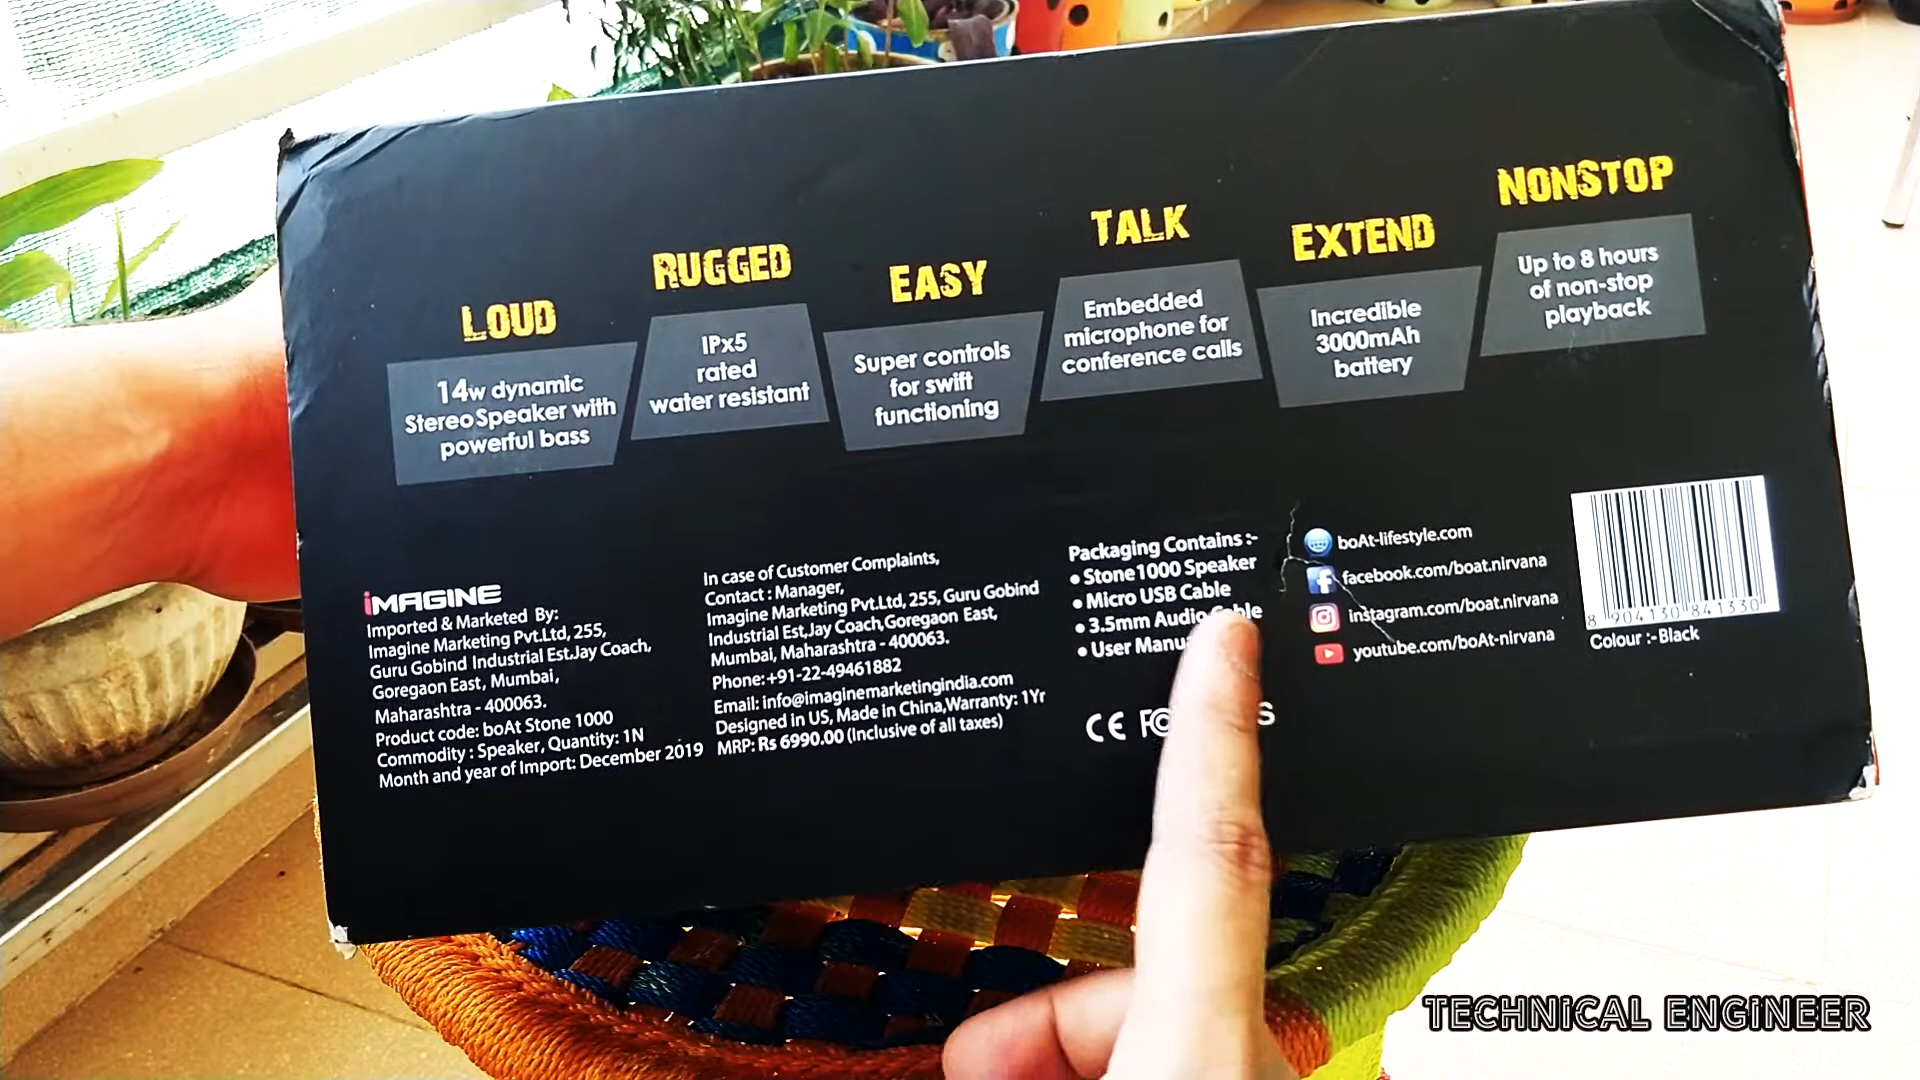 LOUD
14w dynamic
Stereo Speaker with
powerful bass
RUGGED
IPx5
rated
water resistant
EASY
Super controls
for swift
functioning
TALK
Embedded
microphone for
conference calls
EXTEND
Incredible
3000mAh
battery
NONSTOP
Up to 8 hours
of non-stop
playback
iMAGINE
Imported & Marketed By:
Imagine Marketing Pvt.Ltd, 255,
Guru Gobind Industrial Est.Jay Coach,
Goregaon East, Mumbai,
Maharashtra - 400063.
Product code: boAt Stone 1000
Commodity : Speaker, Quantity: 1N
Month and year of Import: December 2019
In case of Customer Complaints,
Contact : Manager,
Imagine Marketing Pvt.Ltd, 255, Guru Gobind
Industrial Est,Jay Coach,Goregaon East,
Mumbai, Maharashtra - 400063.
Phone:+91-22-49461882
Email: info@imaginemarketingindia.com
Designed in US, Made in China,Warranty: 1Yr
MRP: Rs 6990.00 (Inclusive of all taxes)
Packaging Contains :-
• Stone1000 Speaker
• Micro USB Cable
• 3.5mm Audio Cable
• User
CE
boAt-lifestyle.com
facebook.com/boat.nirvana
instagram.com/boat.nirvana
youtube.com/boAt-nirvana
8 904130 841330
Colour :- Black
TECHNiCAL ENGiNEER